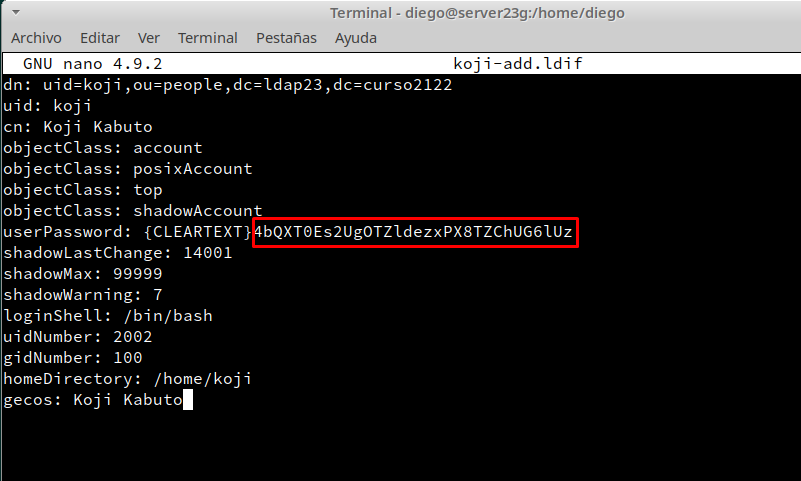 Terminal - diego@server23g:/home/diego
Archivo Editar Ver Terminal Pestañas Ayuda
GNU nano 4.9.2 koji-add.ldif
dn: uid=koji,ou=people,dc=ldap23,dc=curso2122
uid: koji
cn: Koji Kabuto
objectClass: account
objectClass: posixAccount
objectClass: top
objectClass: shadowAccount
userPassword: {CLEARTEXT}4bQXT0Es2UgOTZldezxPX8TZChUG6lUz
shadowLastChange: 14001
shadowMax: 99999
shadowWarning: 7
loginShell: /bin/bash
uidNumber: 2002
gidNumber: 100
homeDirectory: /home/koji
gecos: Koji Kabuto